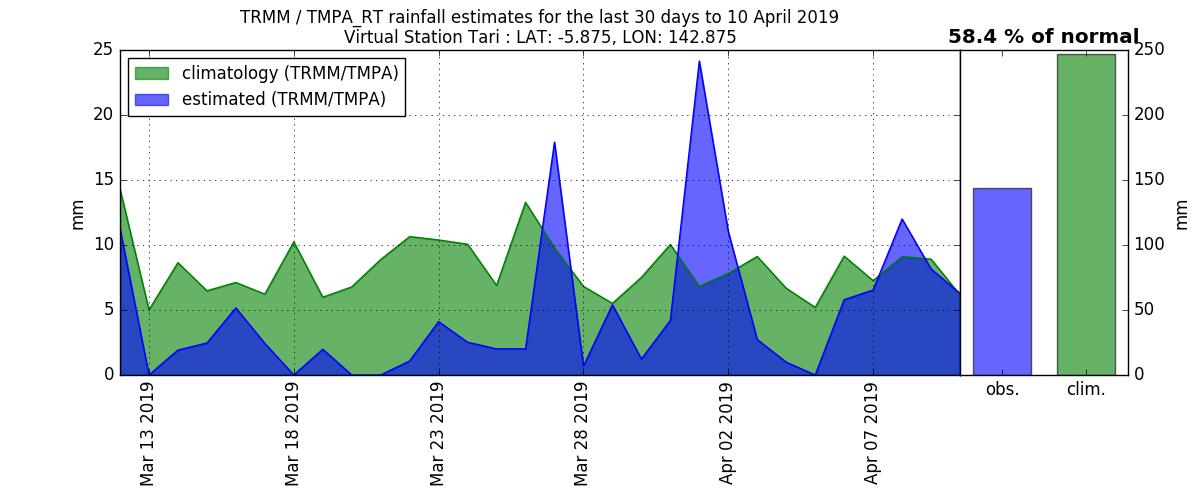 TRMM / TMPA_RT rainfall estimates for the last 30 days to 10 April 2019
Virtual Station Tari : LAT: -5.875, LON: 142.875
58.4 % of normal
climatology (TRMM/TMPA)
estimated (TRMM/TMPA)
25
20
15
10
5
0
mm
Mar 13 2019
Mar 18 2019
Mar 23 2019
Mar 28 2019
Apr 02 2019
Apr 07 2019
obs.
clim.
250
200
150
100
50
0
mm